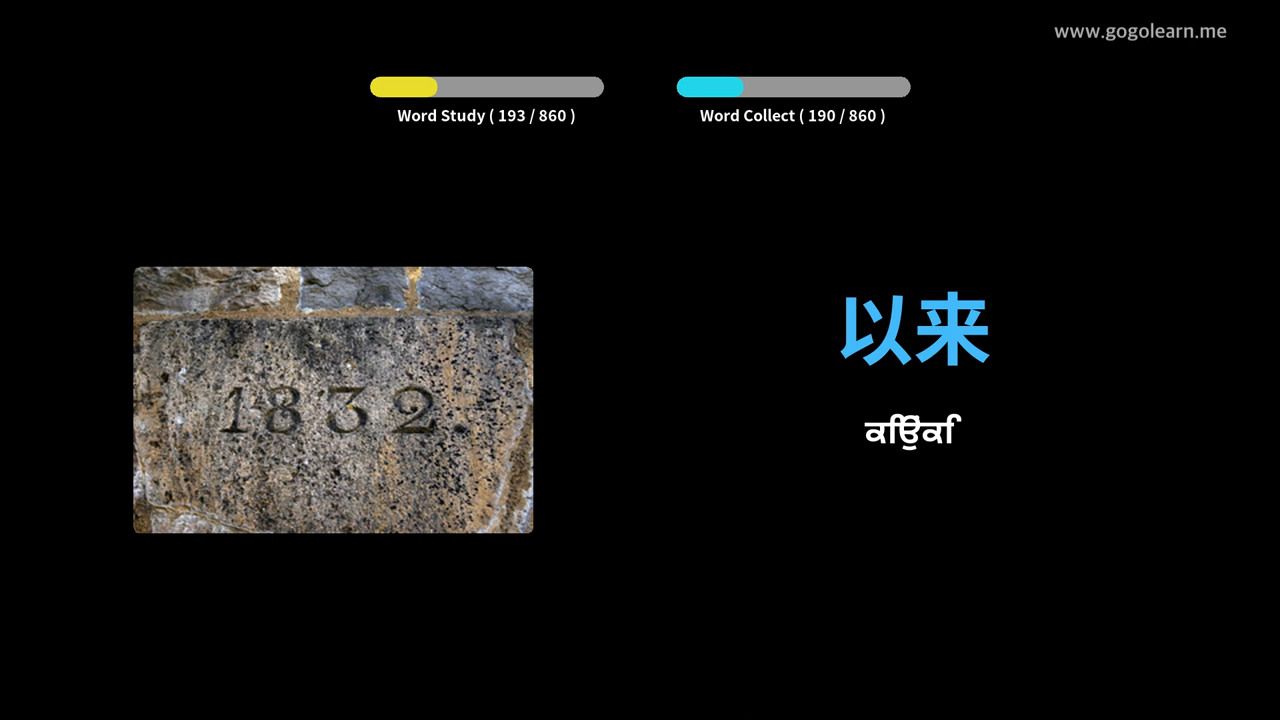 www.gogolearn.me
Word Study ( 193 / 860 )
Word Collect ( 190 / 860 )
1832.
以来
ਕਉਿਂਕਿ